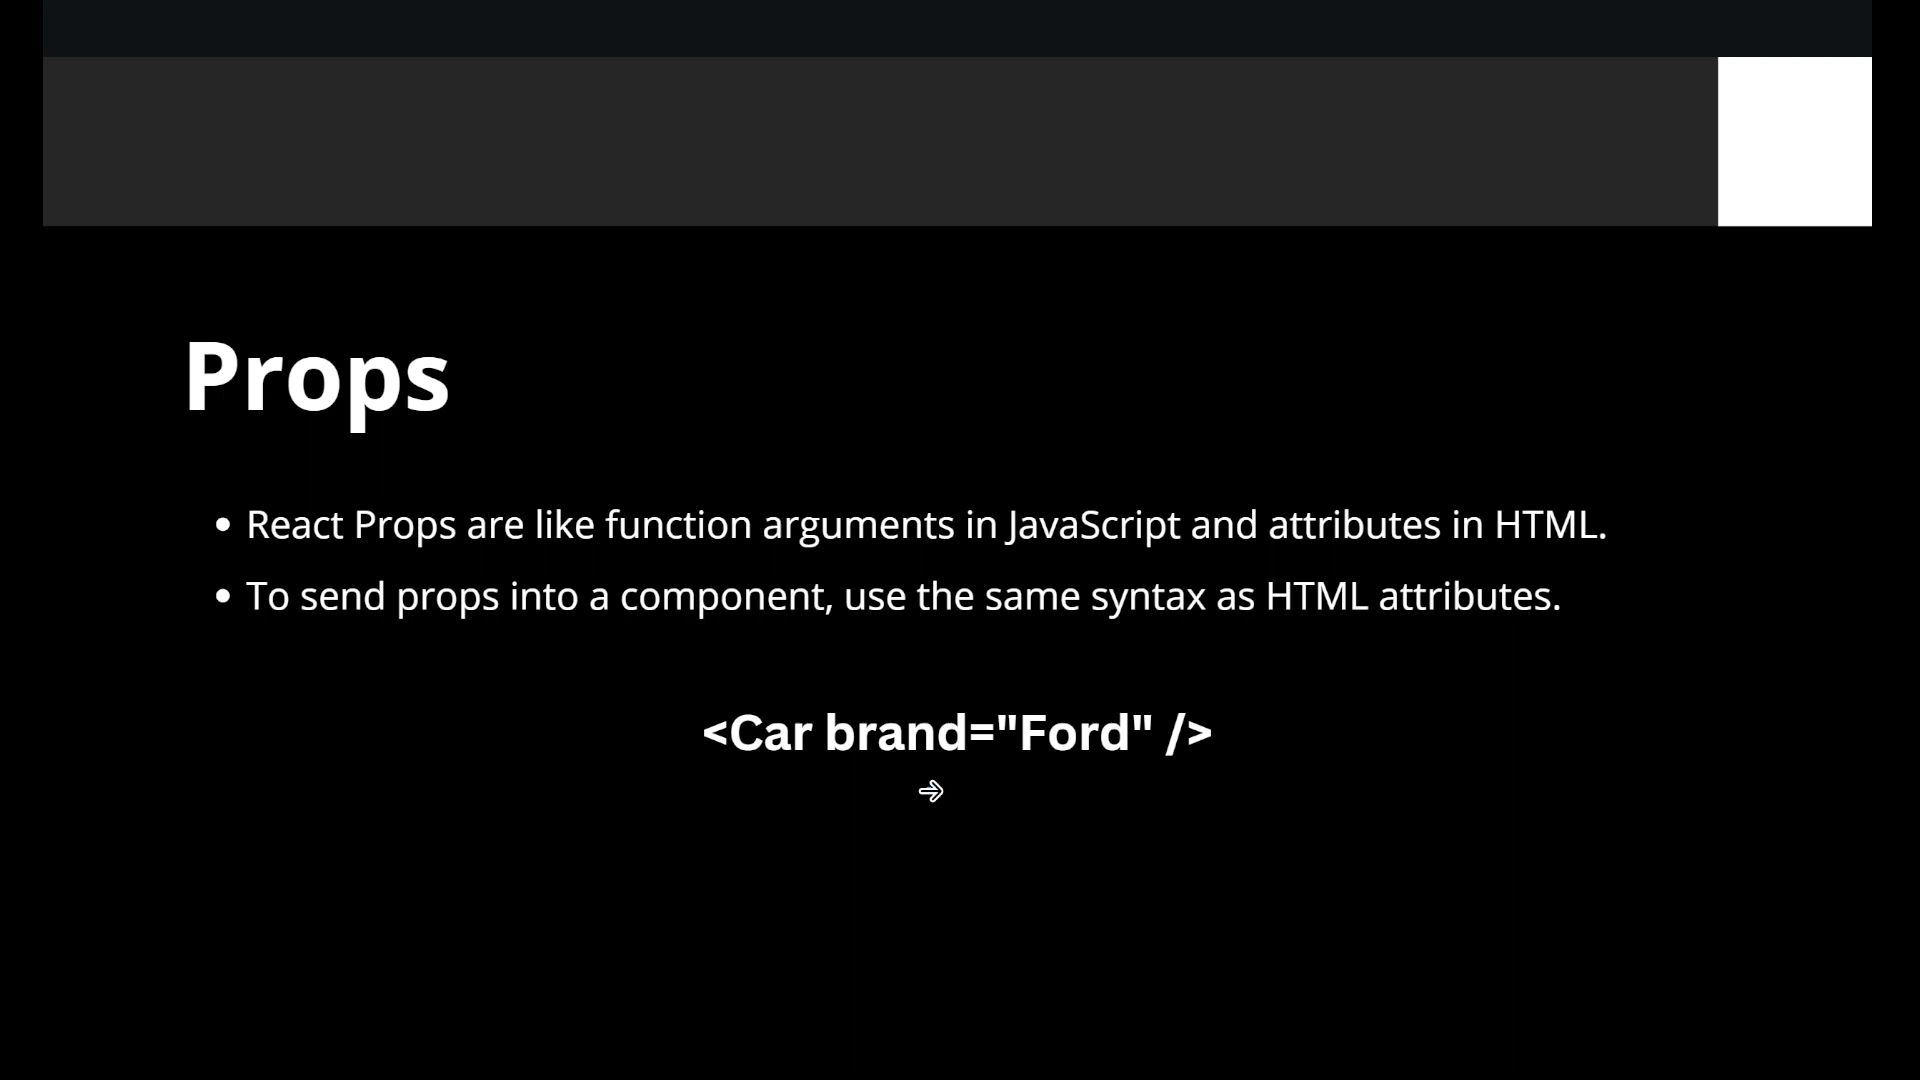 Props
• React Props are like function arguments in JavaScript and attributes in HTML.
• To send props into a component, use the same syntax as HTML attributes.
<Car brand="Ford" />